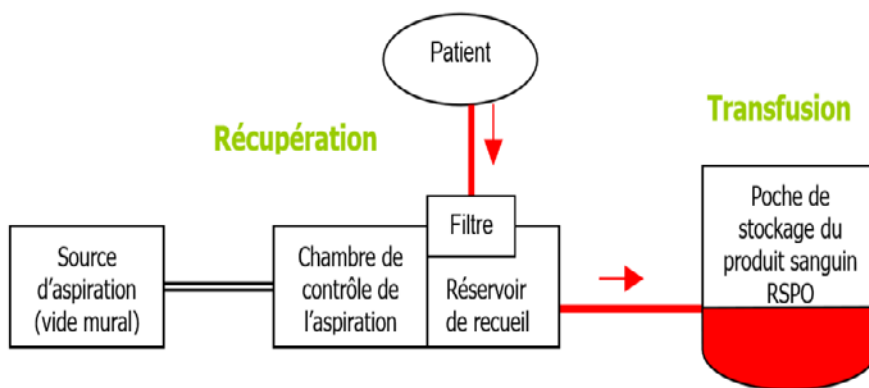 Patient
Transfusion
Récupération
Filtre
Source
d'aspiration
(vide mural)
Chambre de
contrôle de
l'aspiration
Réservoir
de recueil
Poche de
stockage du
produit sanguin
RSPO